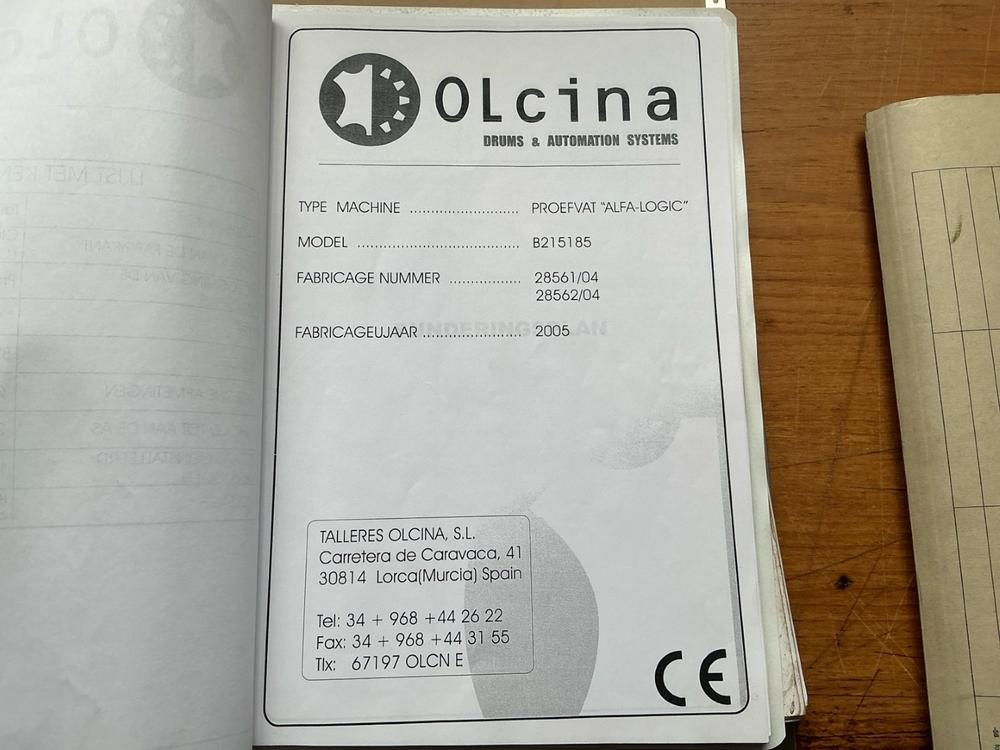 OLcina
DRUMS & AUTOMATION SYSTEMS
TYPE MACHINE .......................... PROEFVAT “ALFA-LOGIC”
MODEL ...................................... B215185
FABRICAGE NUMMER ................. 28561/04
28562/04
FABRICAGEUJAAR ....................... 2005
TALLERES OLCINA, S.L.
Carretera de Caravaca, 41
30814 Lorca(Murcia) Spain
Tel: 34 + 968 +44 26 22
Fax: 34 + 968 +44 31 55
Tlx: 67197 OLCN E
CE